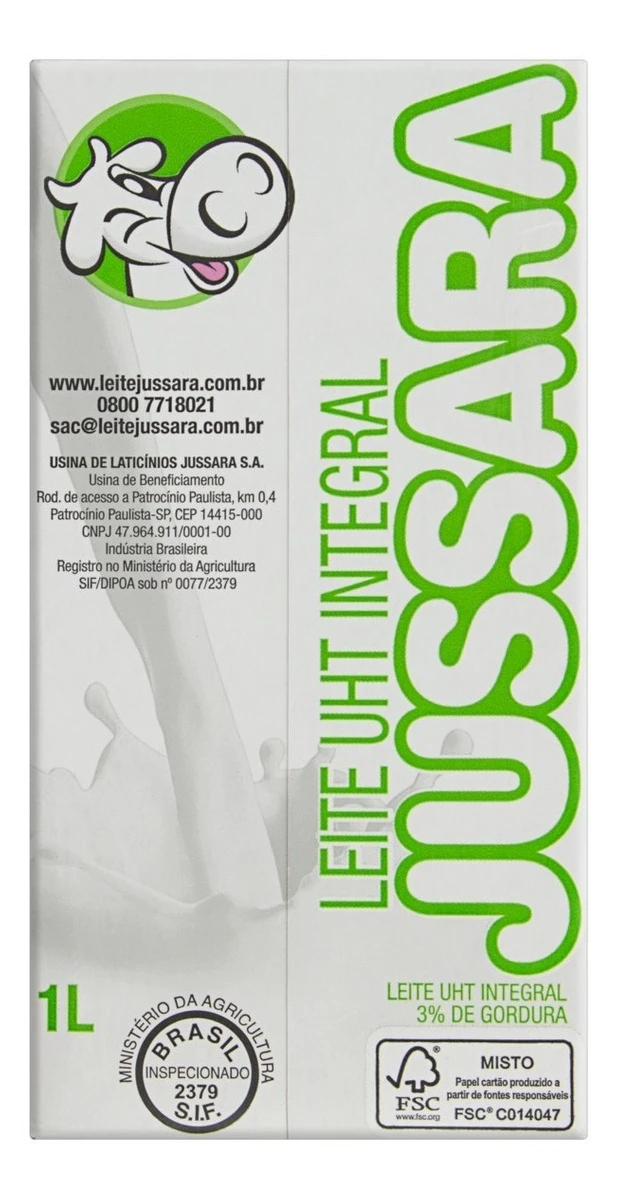 www.leitejussara.com.br
0800 7718021
sac@leitejussara.com.br
USINA DE LATICÍNIOS JUSSARA S.A.
Usina de Beneficiamento
Rod. de acesso a Patrocínio Paulista, km 0,4
Patrocínio Paulista-SP, CEP 14415-000
CNPJ 47.964.911/0001-00
Indústria Brasileira
Registro no Ministério da Agricultura
SIF/DIPOA sob nº 0077/2379
LEITE UHT INTEGRAL
JUSSARA
1L
MINISTÉRIO DA AGRICULTURA
BRASIL
INSPECIONADO
2379
S.I.F.
LEITE UHT INTEGRAL
3% DE GORDURA
FSC
www.fsc.org
MISTO
Papel cartão produzido a
partir de fontes responsáveis
FSC® C014047